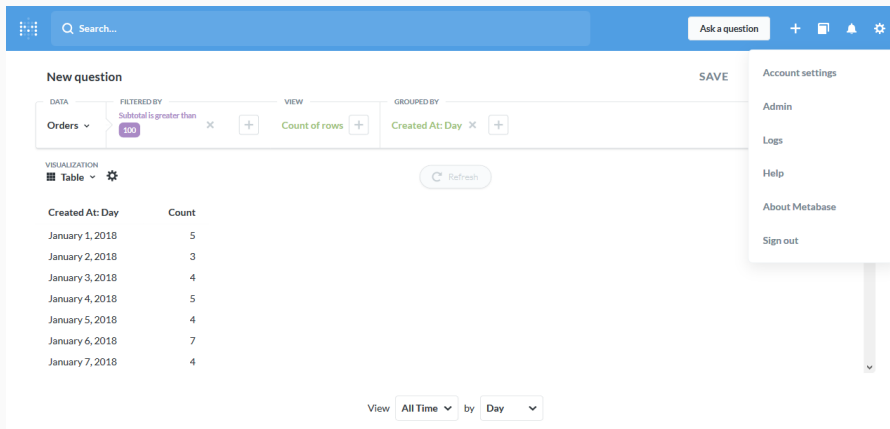 Search...
Ask a question
New question
SAVE
DATA
FILTERED BY
VIEW
GROUPED BY
Orders
Subtotal is greater than
100
Count of rows
Created At: Day
VISUALIZATION
Table
Refresh
Created At: Day Count
January 1, 2018 5
January 2, 2018 3
January 3, 2018 4
January 4, 2018 5
January 5, 2018 4
January 6, 2018 7
January 7, 2018 4
View All Time by Day
Account settings
Admin
Logs
Help
About Metabase
Sign out